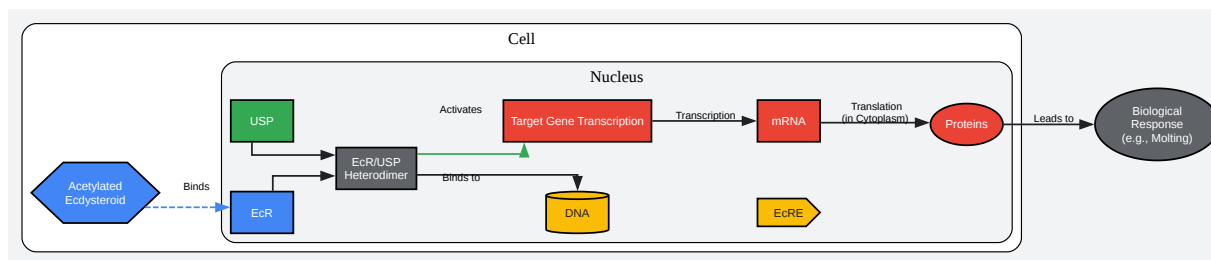 Cell
Nucleus
USP
Activates
Target Gene Transcription
Transcription
mRNA
Translation
(in Cytoplasm)
Proteins
Leads to
Biological
Response
(e.g., Molting)
Acetylated
Ecdysteroid
Binds
EcR/USP
Heterodimer
Binds to
EcR
DNA
EcRE